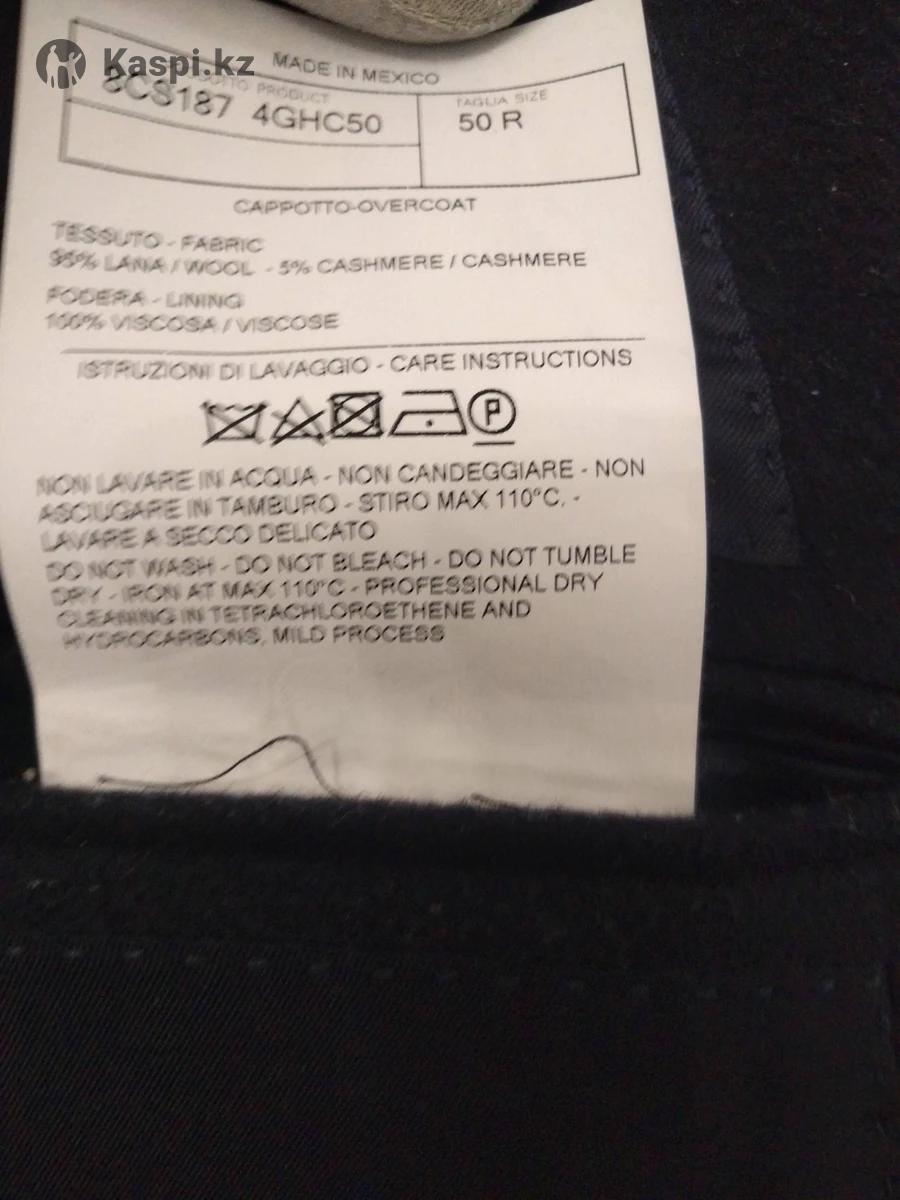 Kaspi.kz
MADE IN MEXICO
PRODUCT
TAGLIA SIZE
8CS187 4GHC50
50 R
CAPPOTTO-OVERCOAT
TESSUTO - FABRIC
95% LANA / WOOL - 5% CASHMERE / CASHMERE
FODERA - LINING
100% VISCOSA / VISCOSE
ISTRUZIONI DI LAVAGGIO - CARE INSTRUCTIONS
P
NON LAVARE IN ACQUA - NON CANDEGGIARE - NON
ASCIUGARE IN TAMBURO - STIRO MAX 110°C. -
LAVARE A SECCO DELICATO
DO NOT WASH - DO NOT BLEACH - DO NOT TUMBLE
DRY - IRON AT MAX 110°C - PROFESSIONAL DRY
CLEANING IN TETRACHLOROETHENE AND
HYDROCARBONS, MILD PROCESS